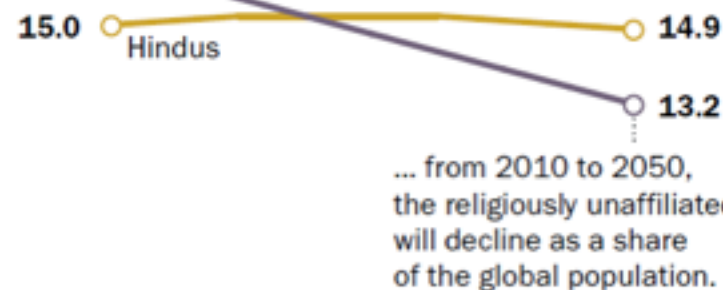 15.0
Hindus
14.9
13.2
... from 2010 to 2050,
the religiously unaffiliated
will decline as a share
of the global population.